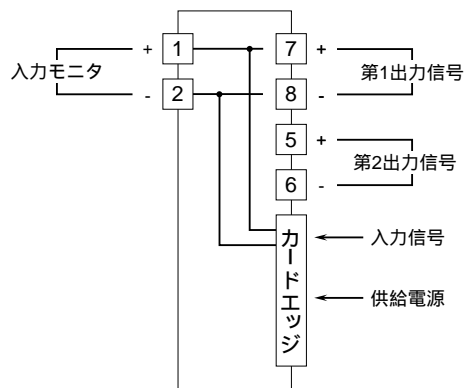 入力モニタ
+ 1
- 2
7 +
8 -
第1出力信号
5 +
6 -
第2出力信号
カードエッジ
入力信号
供給電源